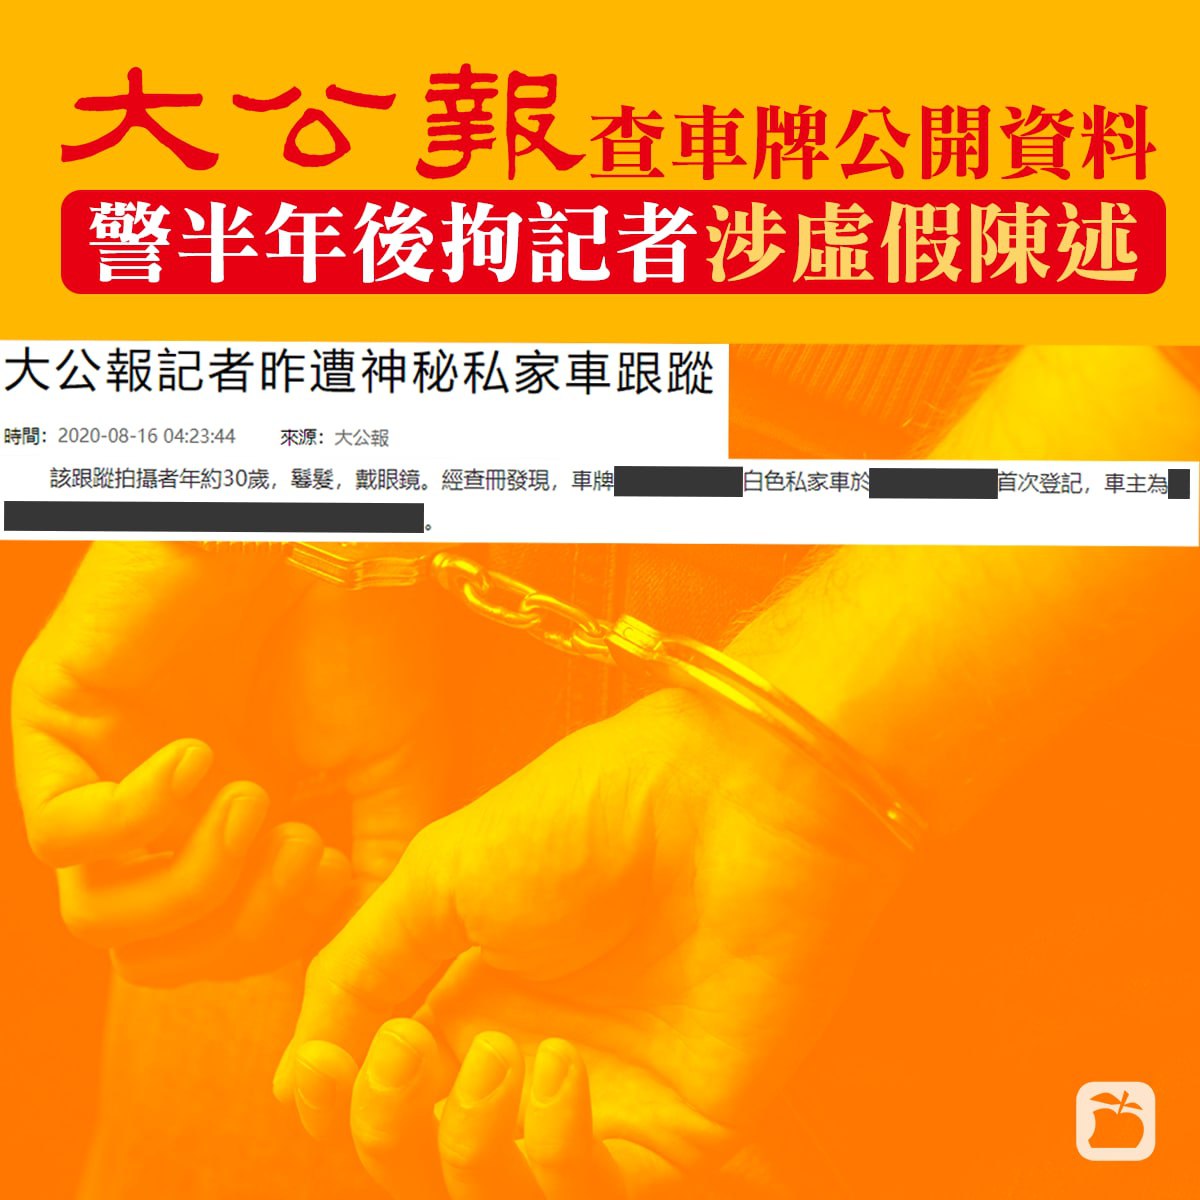 大公報查車牌公開資料
警半年後拘記者涉虛假陳述
大公報記者昨遭神秘私家車跟蹤
時間：2020-08-16 04:23:44 來源：大公報
該跟蹤拍攝者年約30歲，鬈髮，戴眼鏡。經查冊發現，車牌 白色私家車於 首次登記，車主為
。